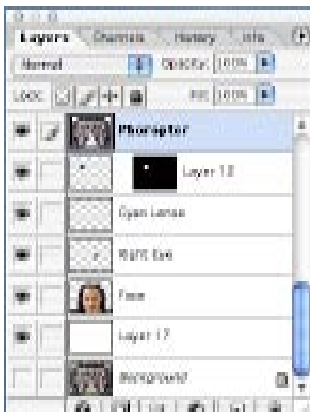 Layers Channels History Info
Normal Opacity: 100%
Lock: Fill: 100%
Phoropter
Layer 13
Cyan Lense
Right Eye
Face
Layer 17
Background